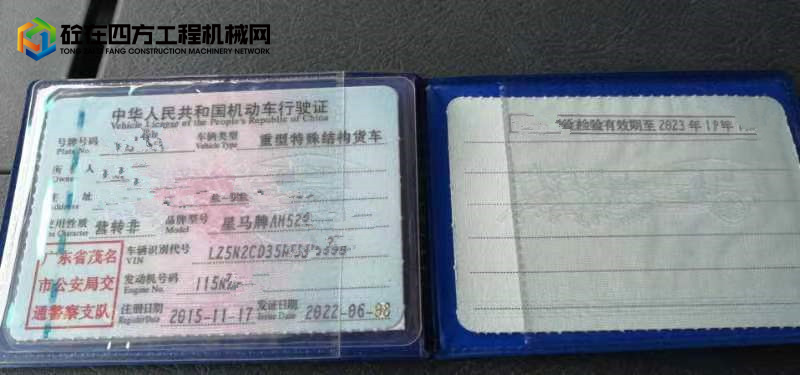 砼在四方工程机械网
TONG ZAI SI FANG CONSTRUCTION MACHINERY NETWORK
中华人民共和国机动车行驶证
Vehicle License of the People's Republic of China
号牌号码 车辆类型 重型特殊结构货车
Plate No. Vehicle Type
所有人
Owner
住址
Address
使用性质 营转非 品牌型号 星马牌AH52
Use Character Model
车辆识别代号
VIN LZ5N2CD35
广东省茂名
市公安局交
通警察支队
发动机号码
Engine No.
注册日期 2015-11-17 发证日期 2022-06-08
Register Date Issue Date
检验有效期至2023年